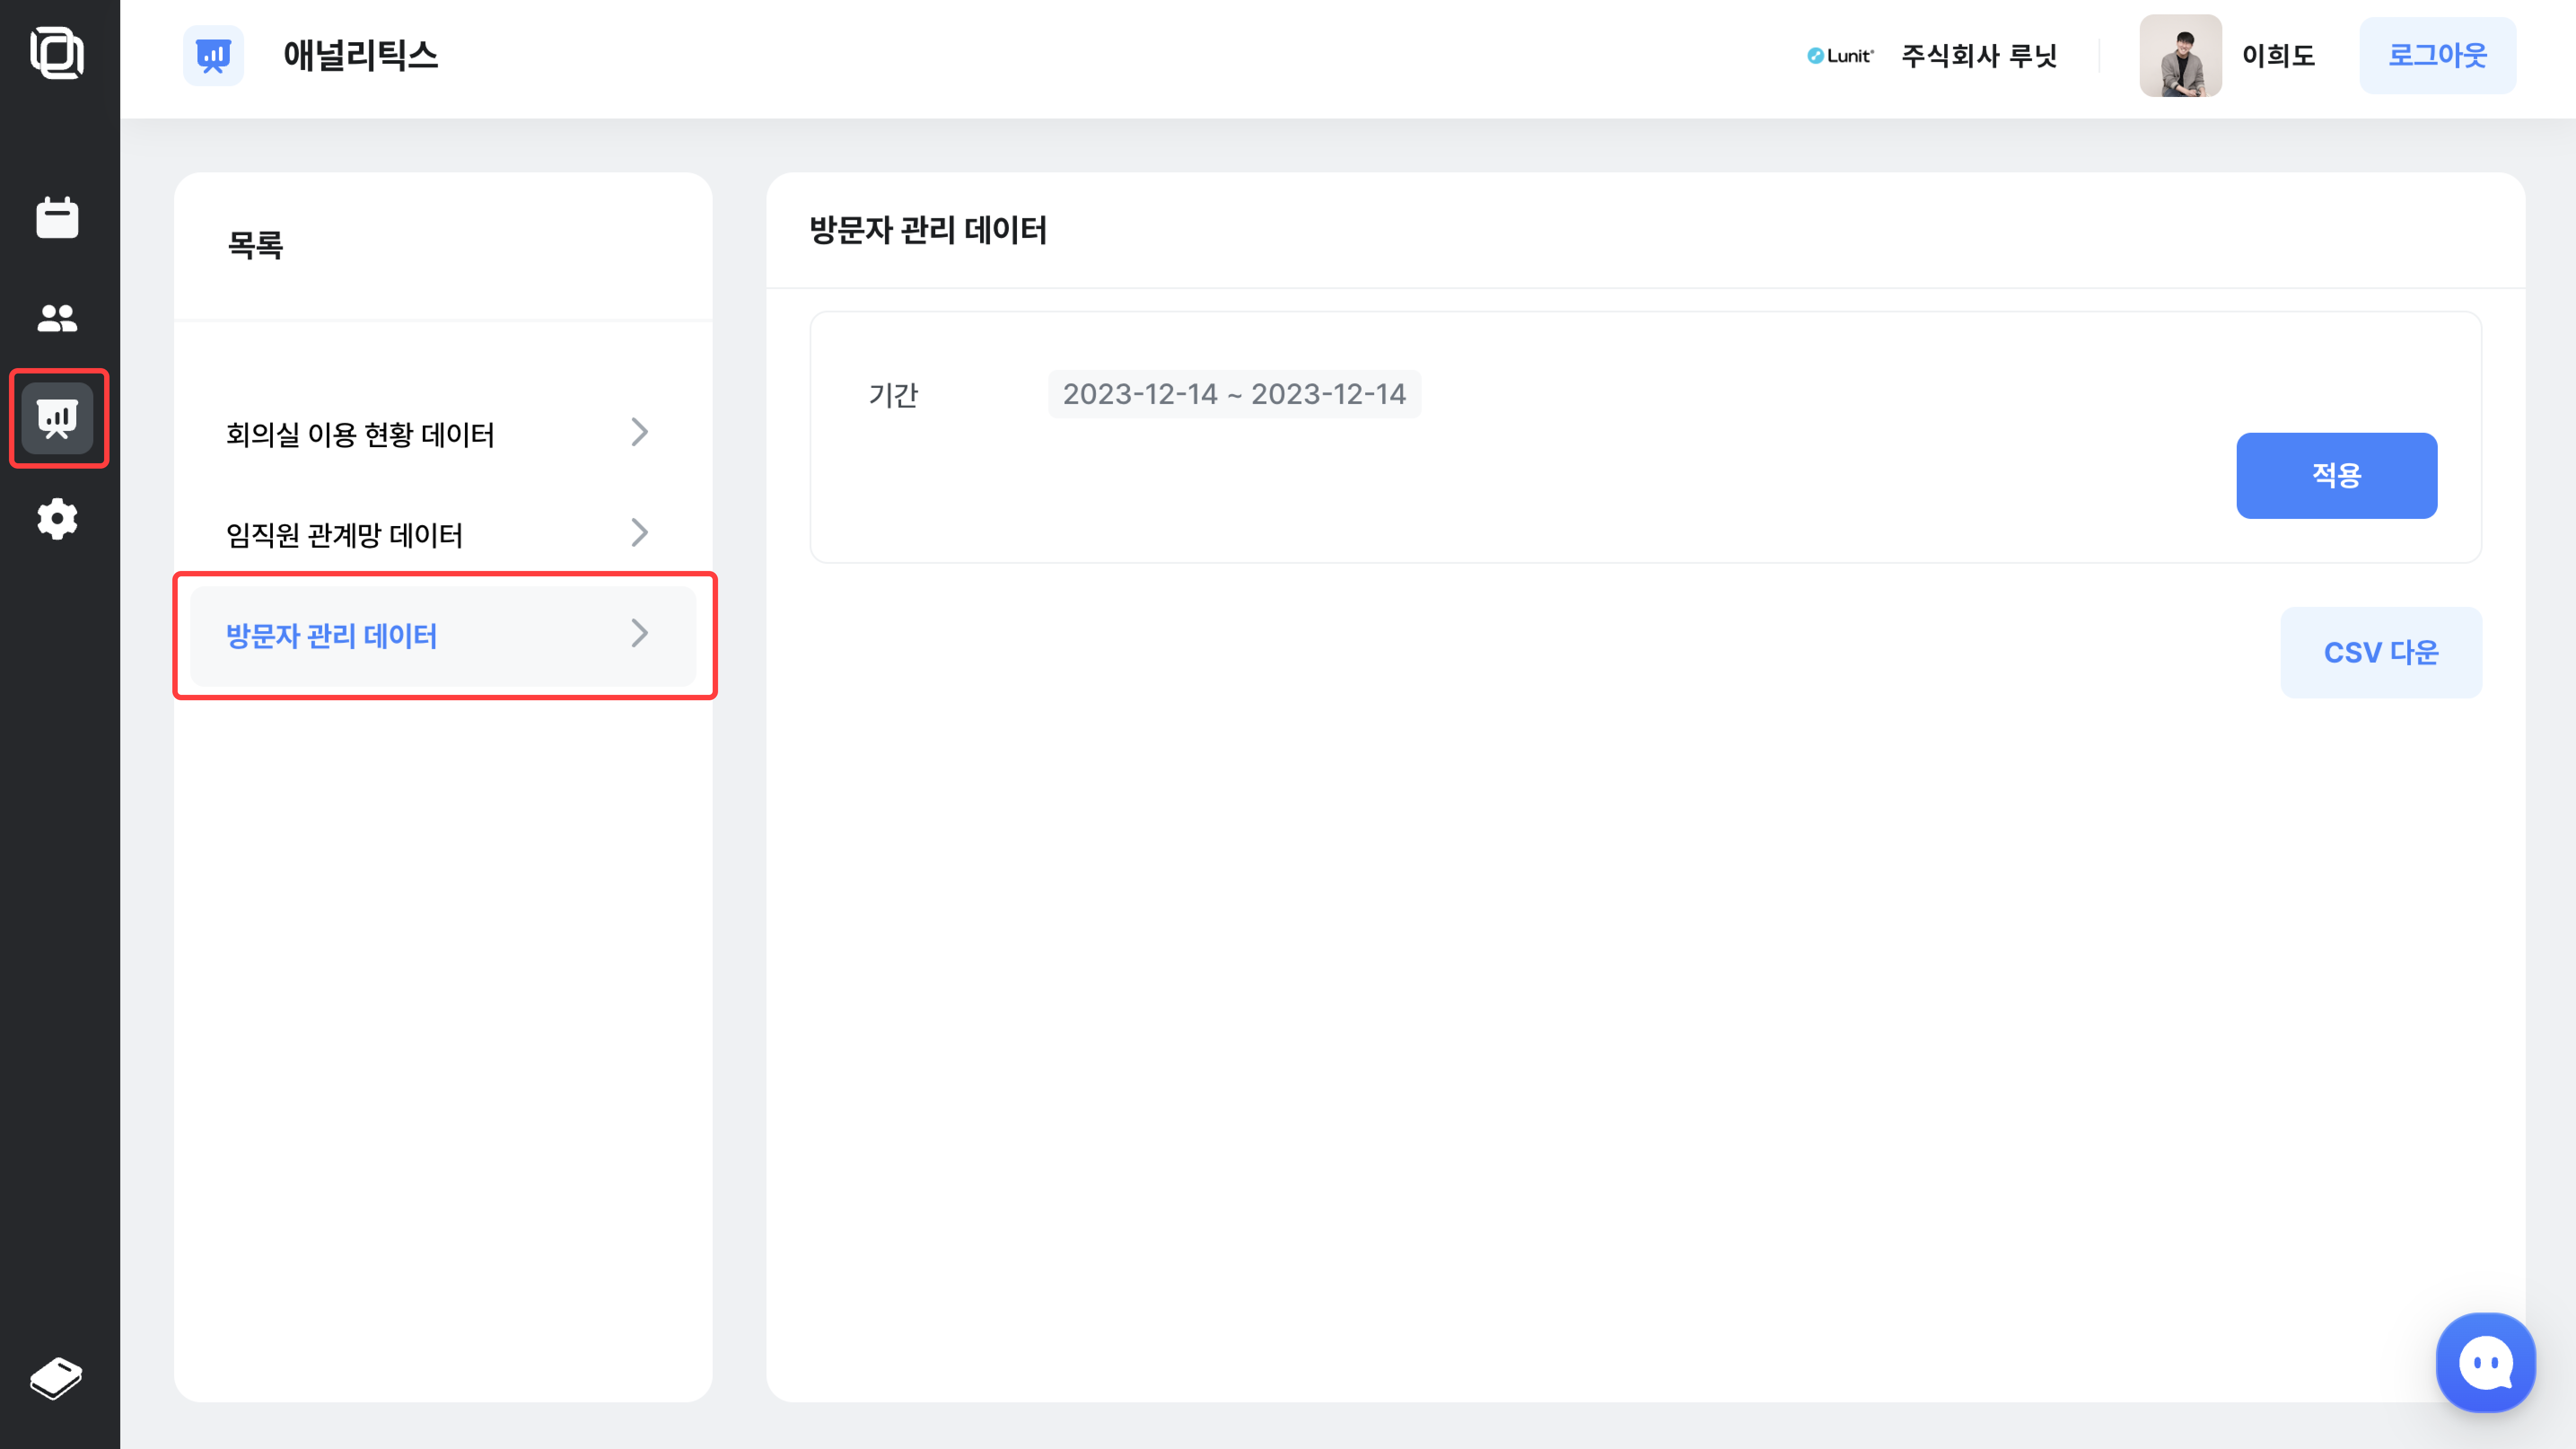 애널리틱스
Lunit
주식회사 루닛
이희도
로그아웃
목록
회의실 이용 현황 데이터
임직원 관계망 데이터
방문자 관리 데이터
방문자 관리 데이터
기간
2023-12-14 ~ 2023-12-14
적용
CSV 다운